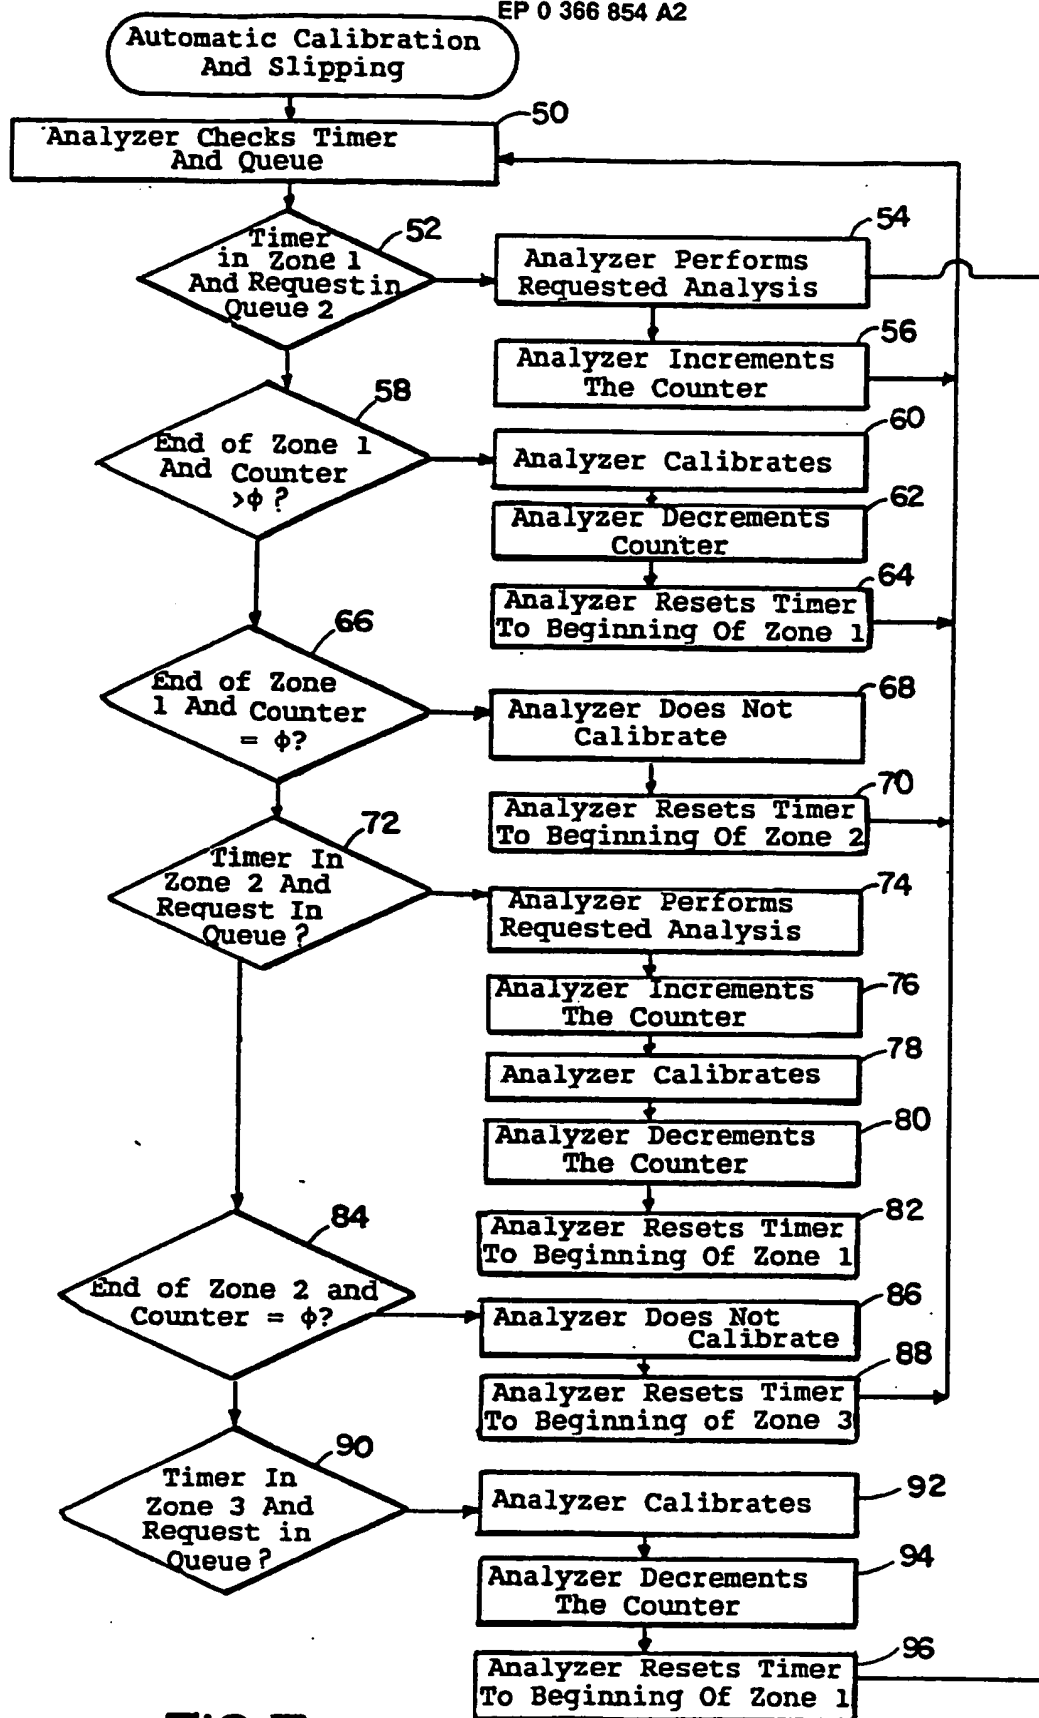 EP 0 366 854 A2
Automatic Calibration
And Slipping
50
Analyzer Checks Timer
And Queue
52
Timer
in Zone 1
And Request in
Queue 2
54
Analyzer Performs
Requested Analysis
56
Analyzer Increments
The Counter
58
End of Zone 1
And Counter
>ϕ ?
60
Analyzer Calibrates
62
Analyzer Decrements
Counter
64
Analyzer Resets Timer
To Beginning Of Zone 1
66
End of Zone
1 And Counter
= ϕ?
68
Analyzer Does Not
Calibrate
70
Analyzer Resets Timer
To Beginning Of Zone 2
72
Timer In
Zone 2 And
Request In
Queue ?
74
Analyzer Performs
Requested Analysis
76
Analyzer Increments
The Counter
78
Analyzer Calibrates
80
Analyzer Decrements
The Counter
82
Analyzer Resets Timer
To Beginning Of Zone 1
84
End of Zone 2 and
Counter = ϕ?
86
Analyzer Does Not
Calibrate
88
Analyzer Resets Timer
To Beginning of Zone 3
90
Timer In
Zone 3 And
Request in
Queue ?
92
Analyzer Calibrates
94
Analyzer Decrements
The Counter
96
Analyzer Resets Timer
To Beginning Of Zone 1